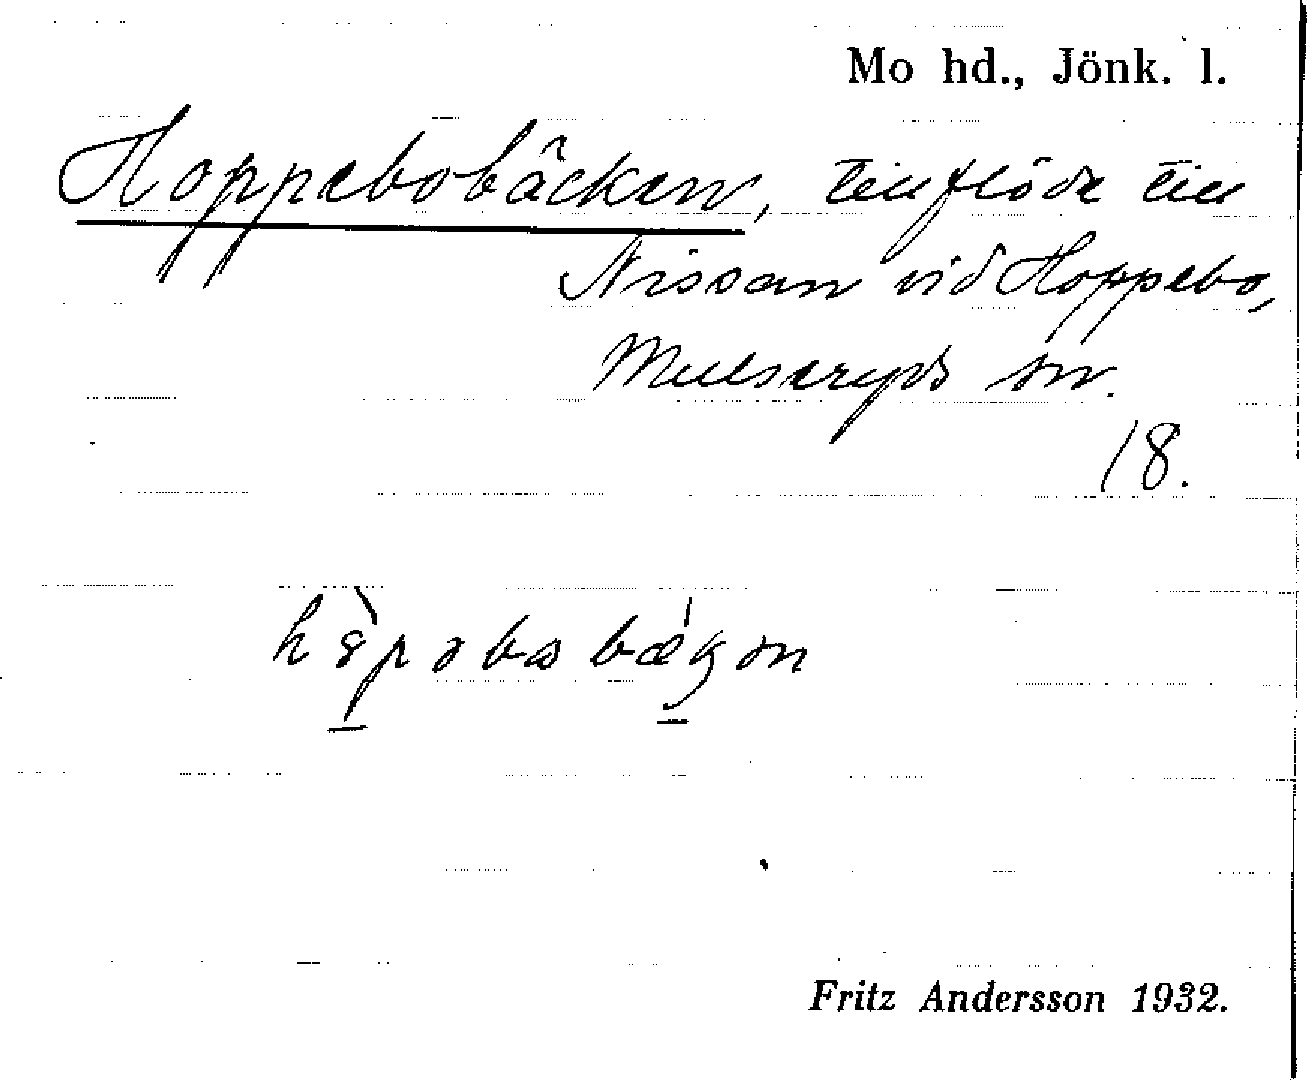 Mo hd., Jönk. l.
Hoppebobäcken, tillflöde till
Nissan vid Hoppebo,
Mulseryds sn.
18.
Fritz Andersson 1932.